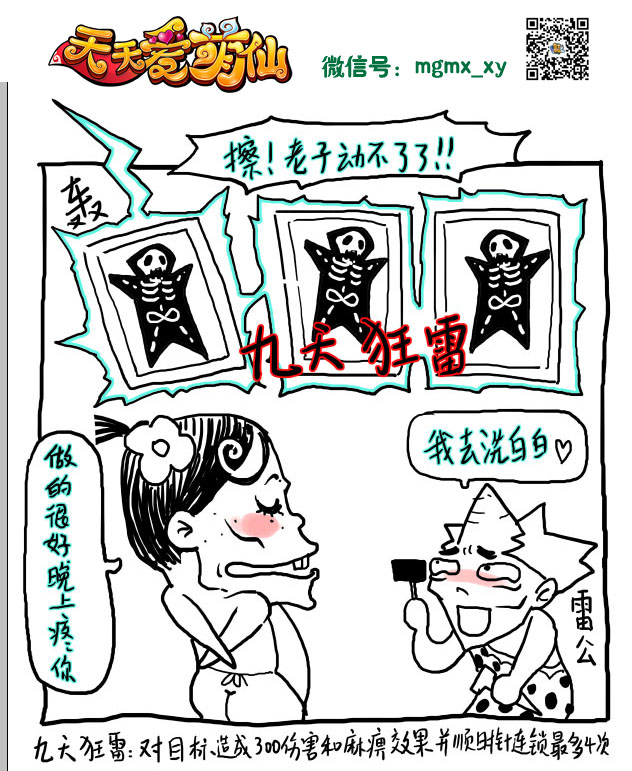 天天爱萌仙
微信号：mgmx_xy
擦！老子动不了了!!
轰
九天狂雷
我去洗白白♡
做的很好晚上疼你
雷公
九天狂雷：对目标造成300伤害和麻痹效果并顺时针连锁最多4次